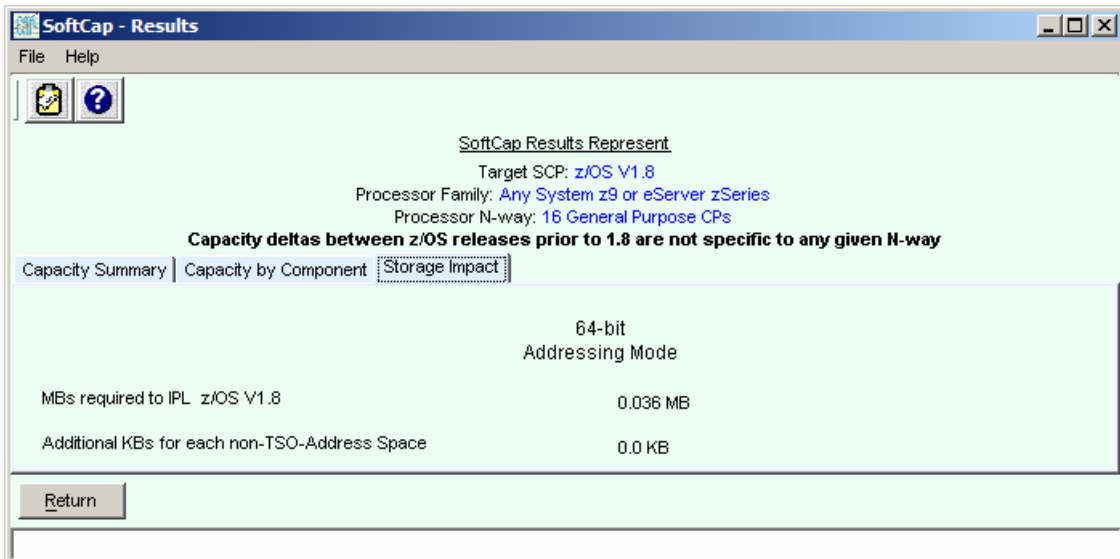 SoftCap - Results
File Help
SoftCap Results Represent
Target SCP: z/OS V1.8
Processor Family: Any System z9 or eServer zSeries
Processor N-way: 16 General Purpose CPs
Capacity deltas between z/OS releases prior to 1.8 are not specific to any given N-way
Capacity Summary Capacity by Component Storage Impact
64-bit
Addressing Mode
MBs required to IPL z/OS V1.8 0.036 MB
Additional KBs for each non-TSO-Address Space 0.0 KB
Return